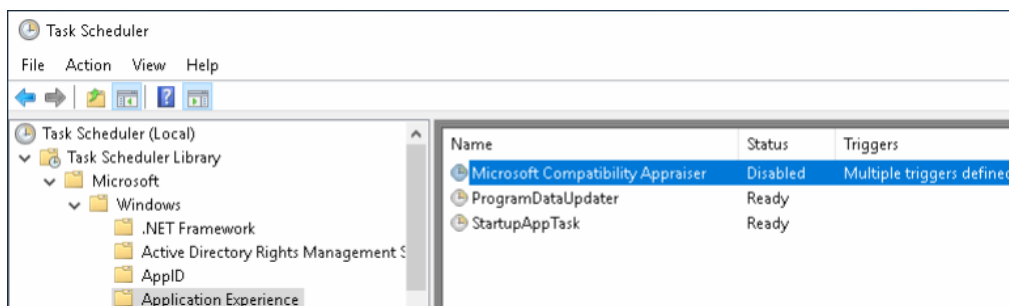 Task Scheduler
File Action View Help
Task Scheduler (Local)
Task Scheduler Library
Microsoft
Windows
.NET Framework
Active Directory Rights Management S
AppID
Application Experience
Name Status Triggers
Microsoft Compatibility Appraiser Disabled Multiple triggers defined
ProgramDataUpdater Ready
StartupAppTask Ready